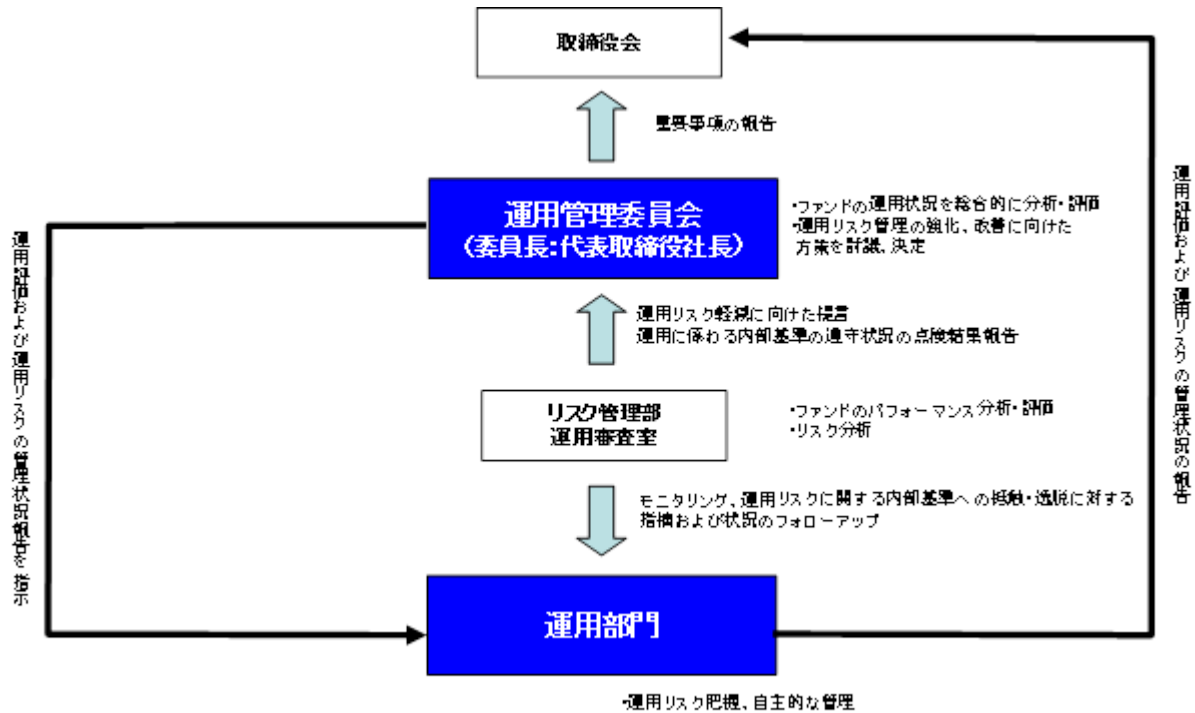 取締役会
重要事項の報告
運用管理委員会
(委員長:代表取締役社長)
・ファンドの運用状況を総合的に分析・評価
・運用リスク管理の強化、改善に向けた
方策を討議、決定
運用リスク軽減に向けた提言
運用に係わる内部基準の遵守状況の点検結果報告
リスク管理部
運用審査室
・ファンドのパフォーマンス分析・評価
・リスク分析
モニタリング、運用リスクに関する内部基準への抵触・逸脱に対する
指摘および状況のフォローアップ
運用部門
・運用リスク把握、自主的な管理
運用評価および運用リスクの管理状況報告を指示
運用評価および運用リスクの管理状況の報告